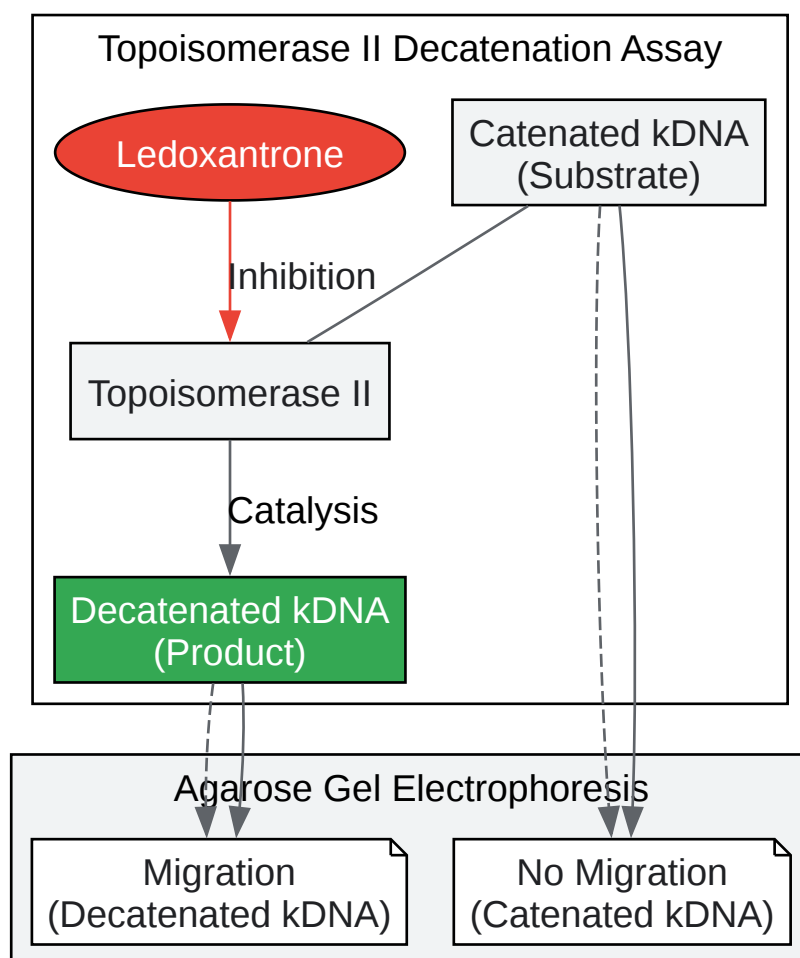 Topoisomerase II Decatenation Assay
Ledoxantrone
Catenated kDNA
(Substrate)
Inhibition
Topoisomerase II
Catalysis
Decatenated kDNA
(Product)
Agarose Gel Electrophoresis
Migration
(Decatenated kDNA)
No Migration
(Catenated kDNA)